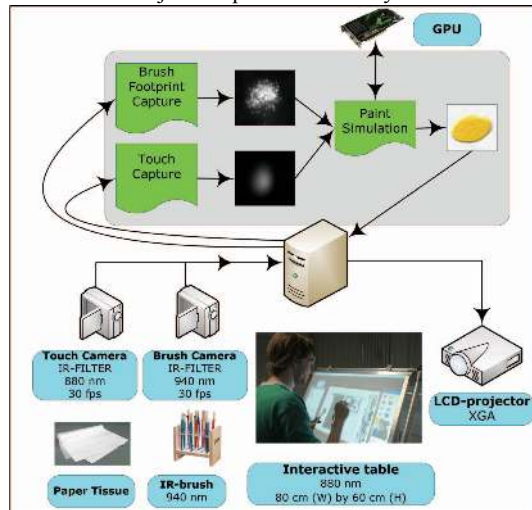 GPU
Brush
Footprint
Capture
Paint
Simulation
Touch
Capture
Touch Camera
IR-FILTER
880 nm
30 fps
Brush Camera
IR-FILTER
940 nm
30 fps
LCD-projector
XGA
Paper Tissue
IR-brush
940 nm
Interactive table
880 nm
80 cm (W) by 60 cm (H)